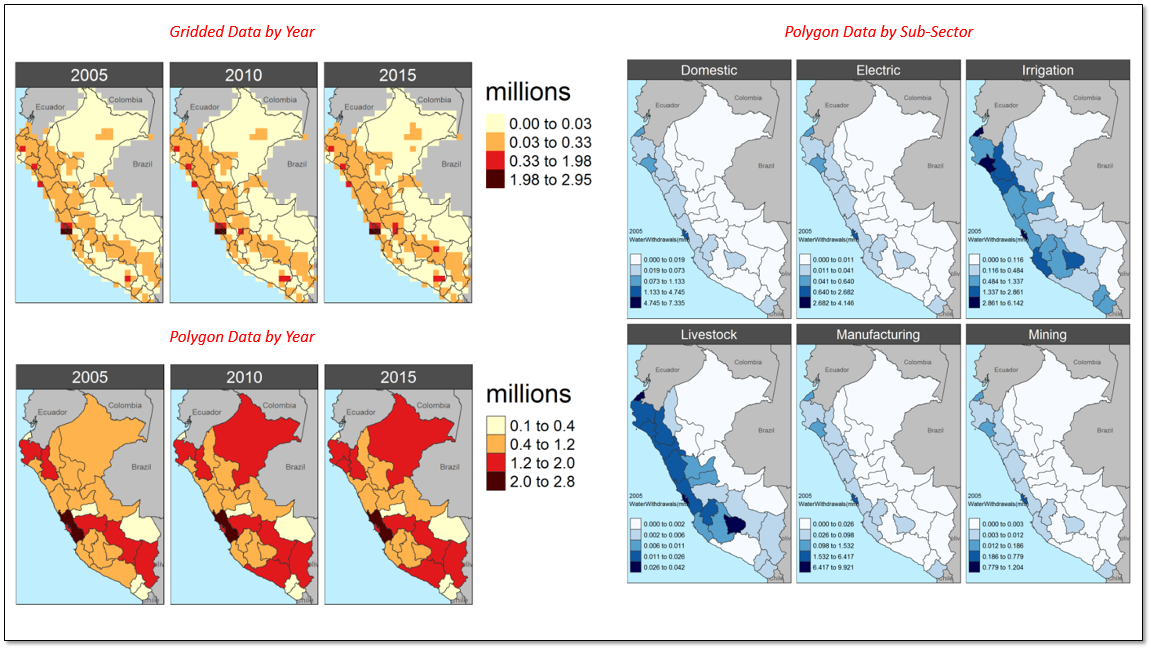 Gridded Data by Year
2005
2010
2015
Ecuador
Colombia
Brazil
Ecuador
Colombia
Brazil
Ecuador
Colombia
Brazil
millions
0.00 to 0.03
0.03 to 0.33
0.33 to 1.98
1.98 to 2.95
Polygon Data by Year
2005
2010
2015
Ecuador
Colombia
Brazil
Ecuador
Colombia
Brazil
Ecuador
Colombia
Brazil
millions
0.1 to 0.4
0.4 to 1.2
1.2 to 2.0
2.0 to 2.8
Polygon Data by Sub-Sector
Domestic
Ecuador
Colombia
Brazil
2005
WaterWithdrawals(mm)
0.000 to 0.019
0.019 to 0.073
0.073 to 1.133
1.133 to 4.745
4.745 to 7.335
Electric
Ecuador
Colombia
Brazil
2005
WaterWithdrawals(mm)
0.000 to 0.011
0.011 to 0.041
0.041 to 0.640
0.640 to 2.682
2.682 to 4.146
Irrigation
Ecuador
Colombia
Brazil
2005
WaterWithdrawals(mm)
0.000 to 0.116
0.116 to 0.484
0.484 to 1.337
1.337 to 2.861
2.861 to 6.142
Livestock
Ecuador
Colombia
Brazil
2005
WaterWithdrawals(mm)
0.000 to 0.002
0.002 to 0.006
0.006 to 0.011
0.011 to 0.026
0.026 to 0.042
Manufacturing
Ecuador
Colombia
Brazil
2005
WaterWithdrawals(mm)
0.000 to 0.026
0.026 to 0.098
0.098 to 1.532
1.532 to 6.417
6.417 to 9.921
Mining
Ecuador
Colombia
Brazil
2005
WaterWithdrawals(mm)
0.000 to 0.003
0.003 to 0.012
0.012 to 0.186
0.186 to 0.779
0.779 to 1.204